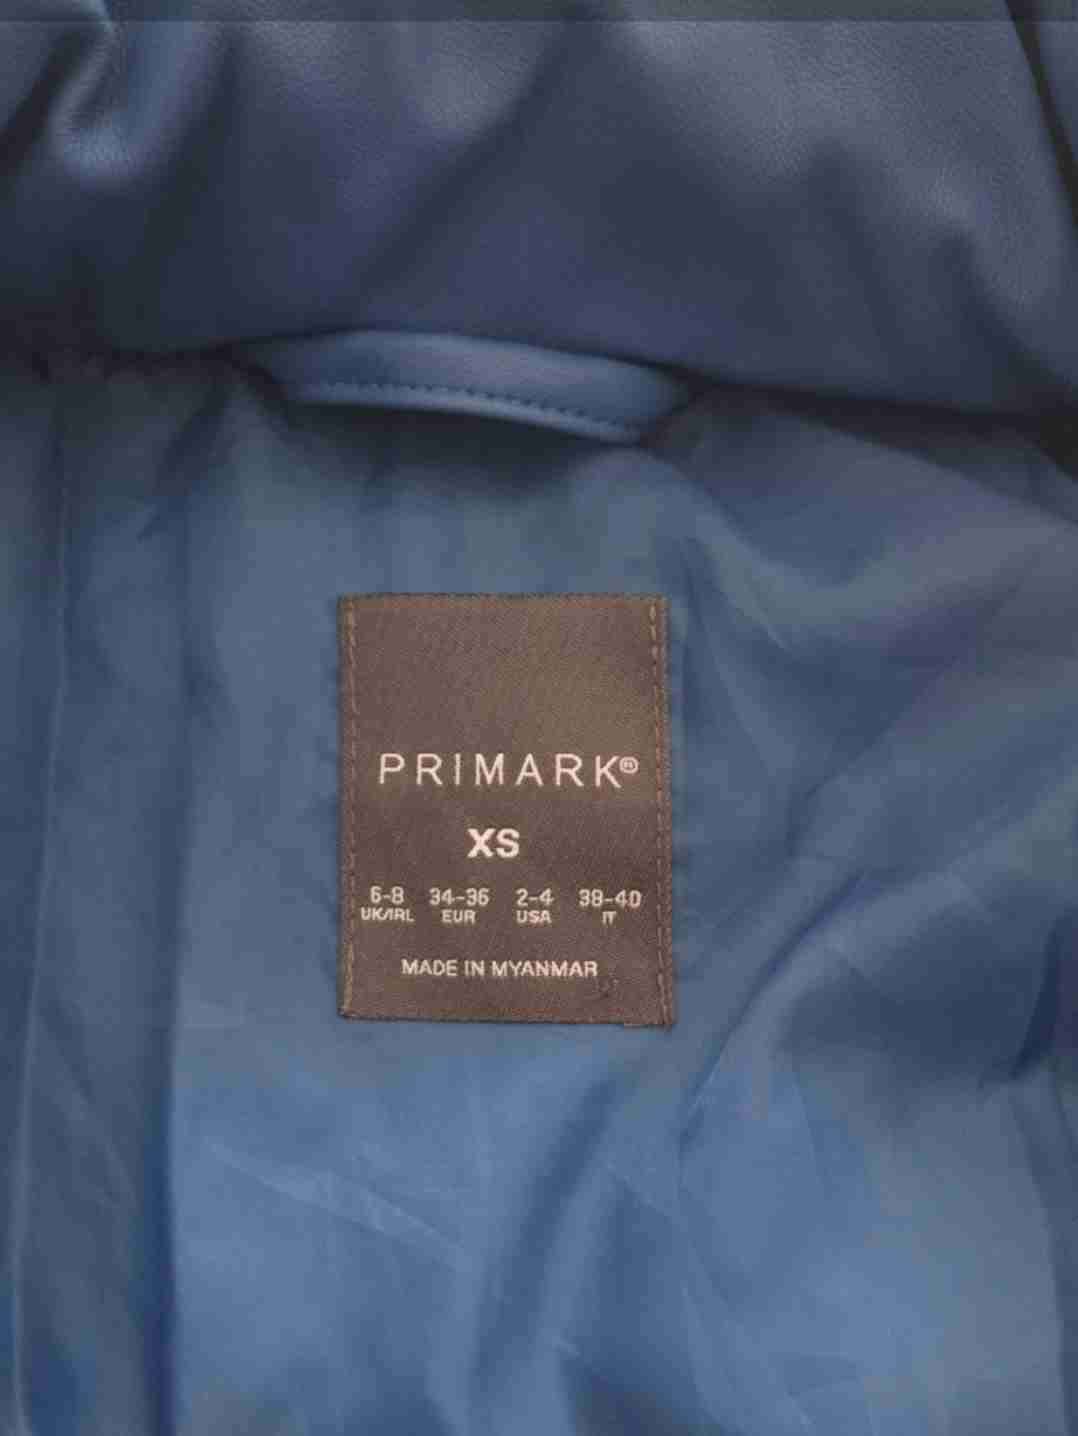 PRIMARK®
XS
6-8 34-36 2-4 38-40
UK/IRL EUR USA IT
MADE IN MYANMAR